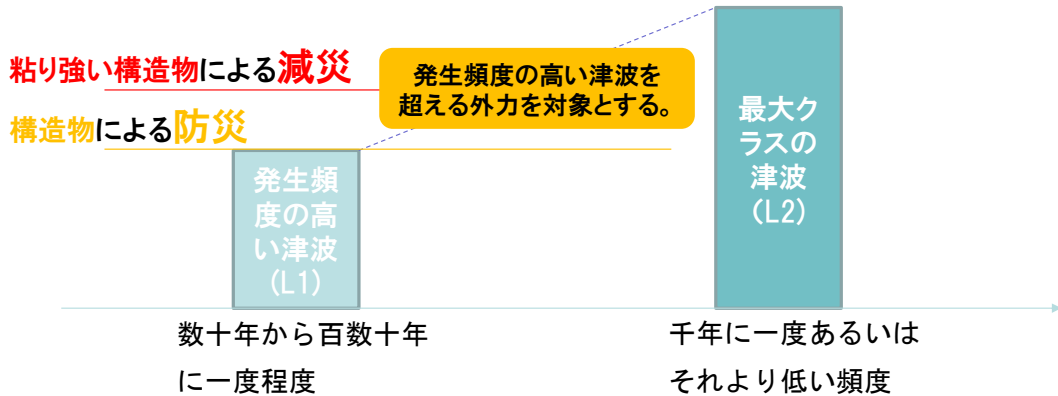 粘り強い構造物による減災
発生頻度の高い津波を
超える外力を対象とする。
構造物による防災
発生頻
度の高
い津波
(L1)
最大ク
ラスの
津波
(L2)
数十年から百数十年
に一度程度
千年に一度あるいは
それより低い頻度